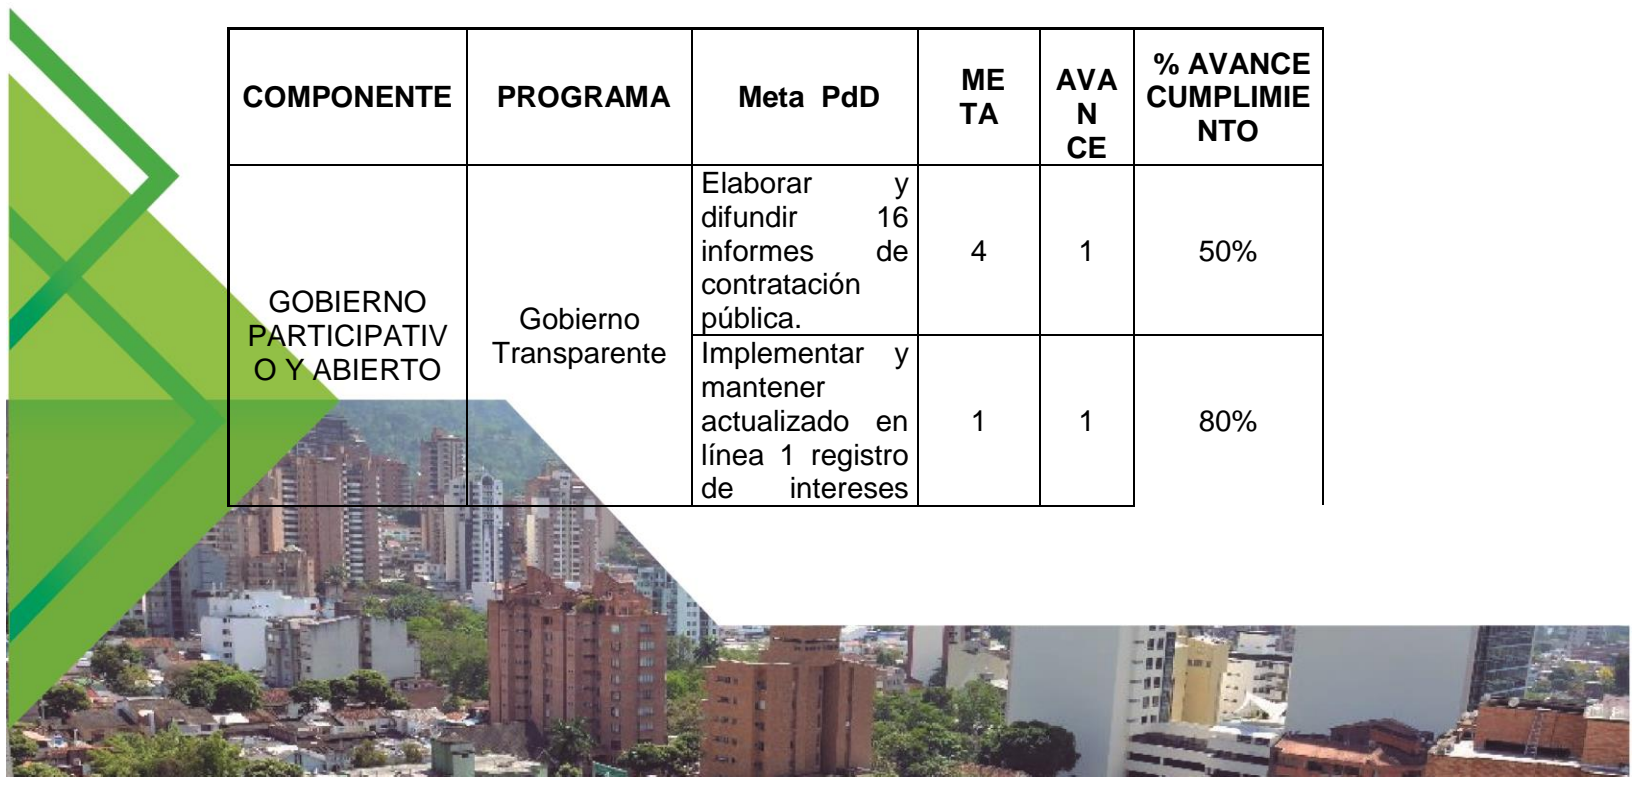 COMPONENTE
PROGRAMA
Meta PdD
ME
TA
AVA
N
CE
% AVANCE
CUMPLIMIE
NTO
GOBIERNO
PARTICIPATIV
O Y ABIERTO
Gobierno
Transparente
Elaborar y
difundir 16
informes de
contratación
pública.
4
1
50%
Implementar y
mantener
actualizado en
línea 1 registro
de intereses
1
1
80%